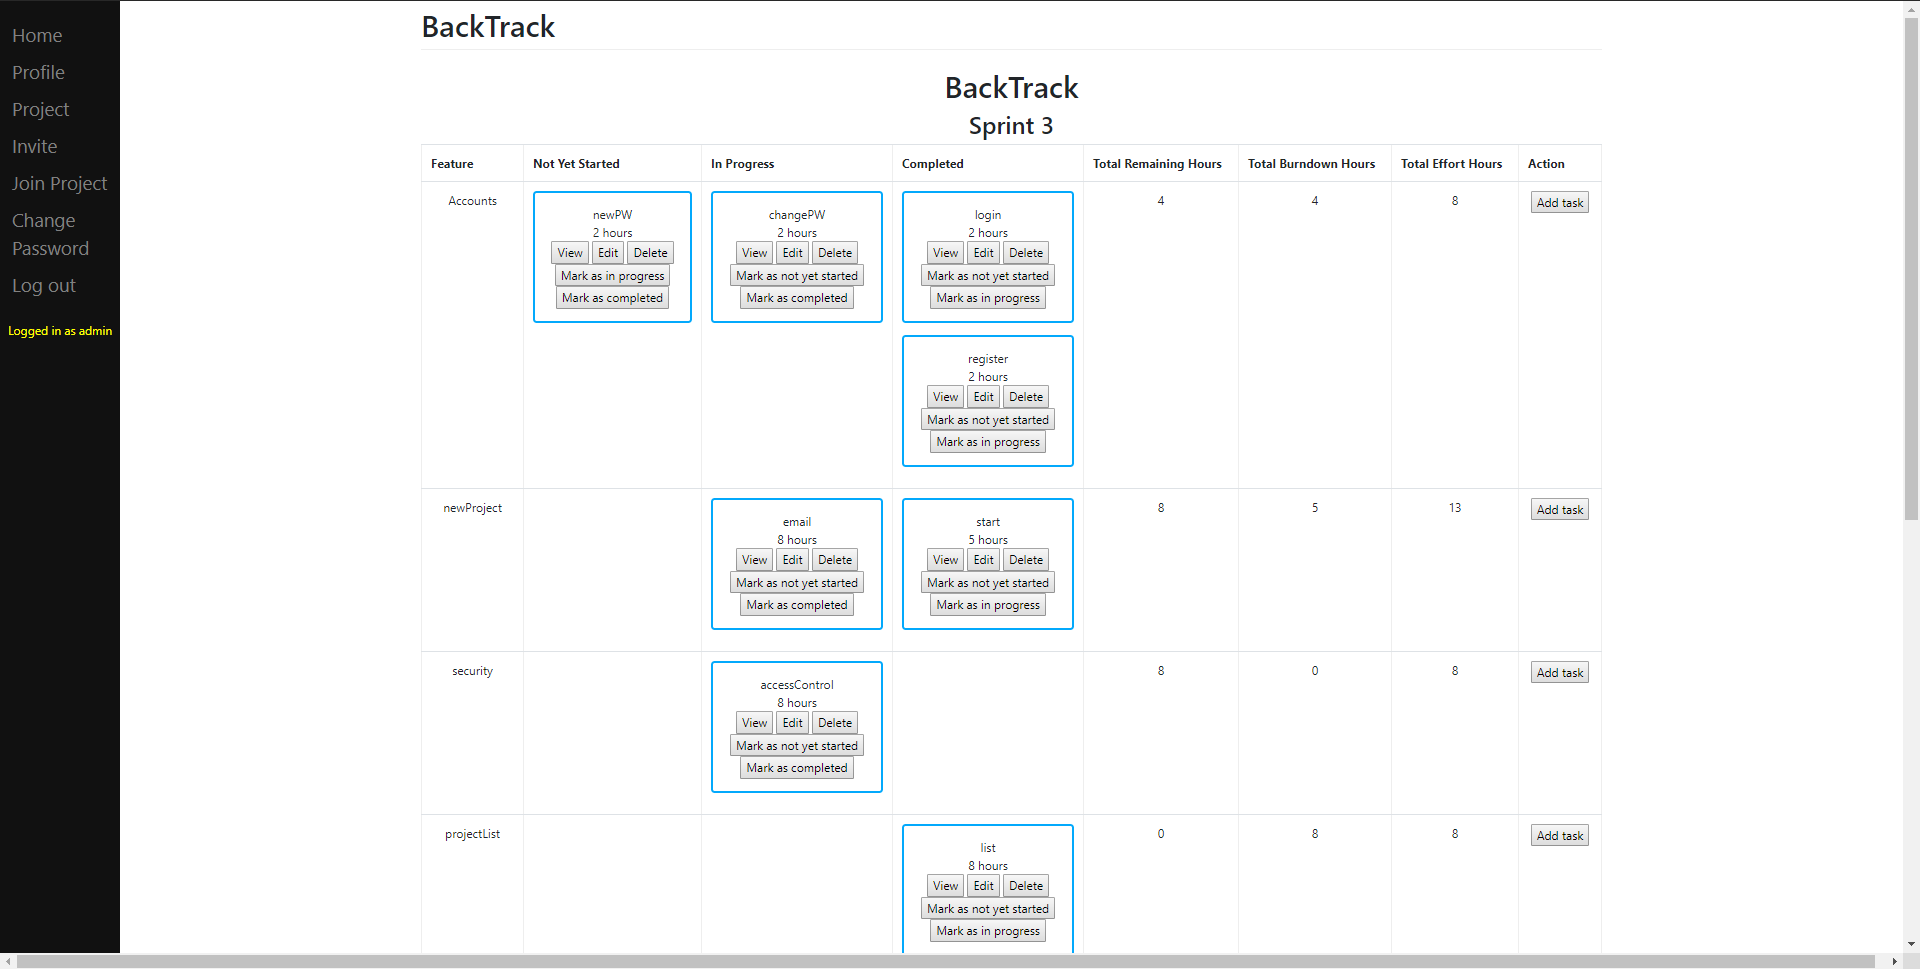 Home
Profile
Project
Invite
Join Project
Change
Password
Log out
Logged in as admin
BackTrack
BackTrack
Sprint 3
Feature Not Yet Started In Progress Completed Total Remaining Hours Total Burndown Hours Total Effort Hours Action
Accounts
newPW
2 hours
View Edit Delete
Mark as in progress
Mark as completed
changePW
2 hours
View Edit Delete
Mark as not yet started
Mark as completed
login
2 hours
View Edit Delete
Mark as not yet started
Mark as in progress
register
2 hours
View Edit Delete
Mark as not yet started
Mark as in progress
4 4 8 Add task
newProject
email
8 hours
View Edit Delete
Mark as not yet started
Mark as completed
start
5 hours
View Edit Delete
Mark as not yet started
Mark as in progress
8 5 13 Add task
security
accessControl
8 hours
View Edit Delete
Mark as not yet started
Mark as completed
8 0 8 Add task
projectList
list
8 hours
View Edit Delete
Mark as not yet started
Mark as in progress
0 8 8 Add task